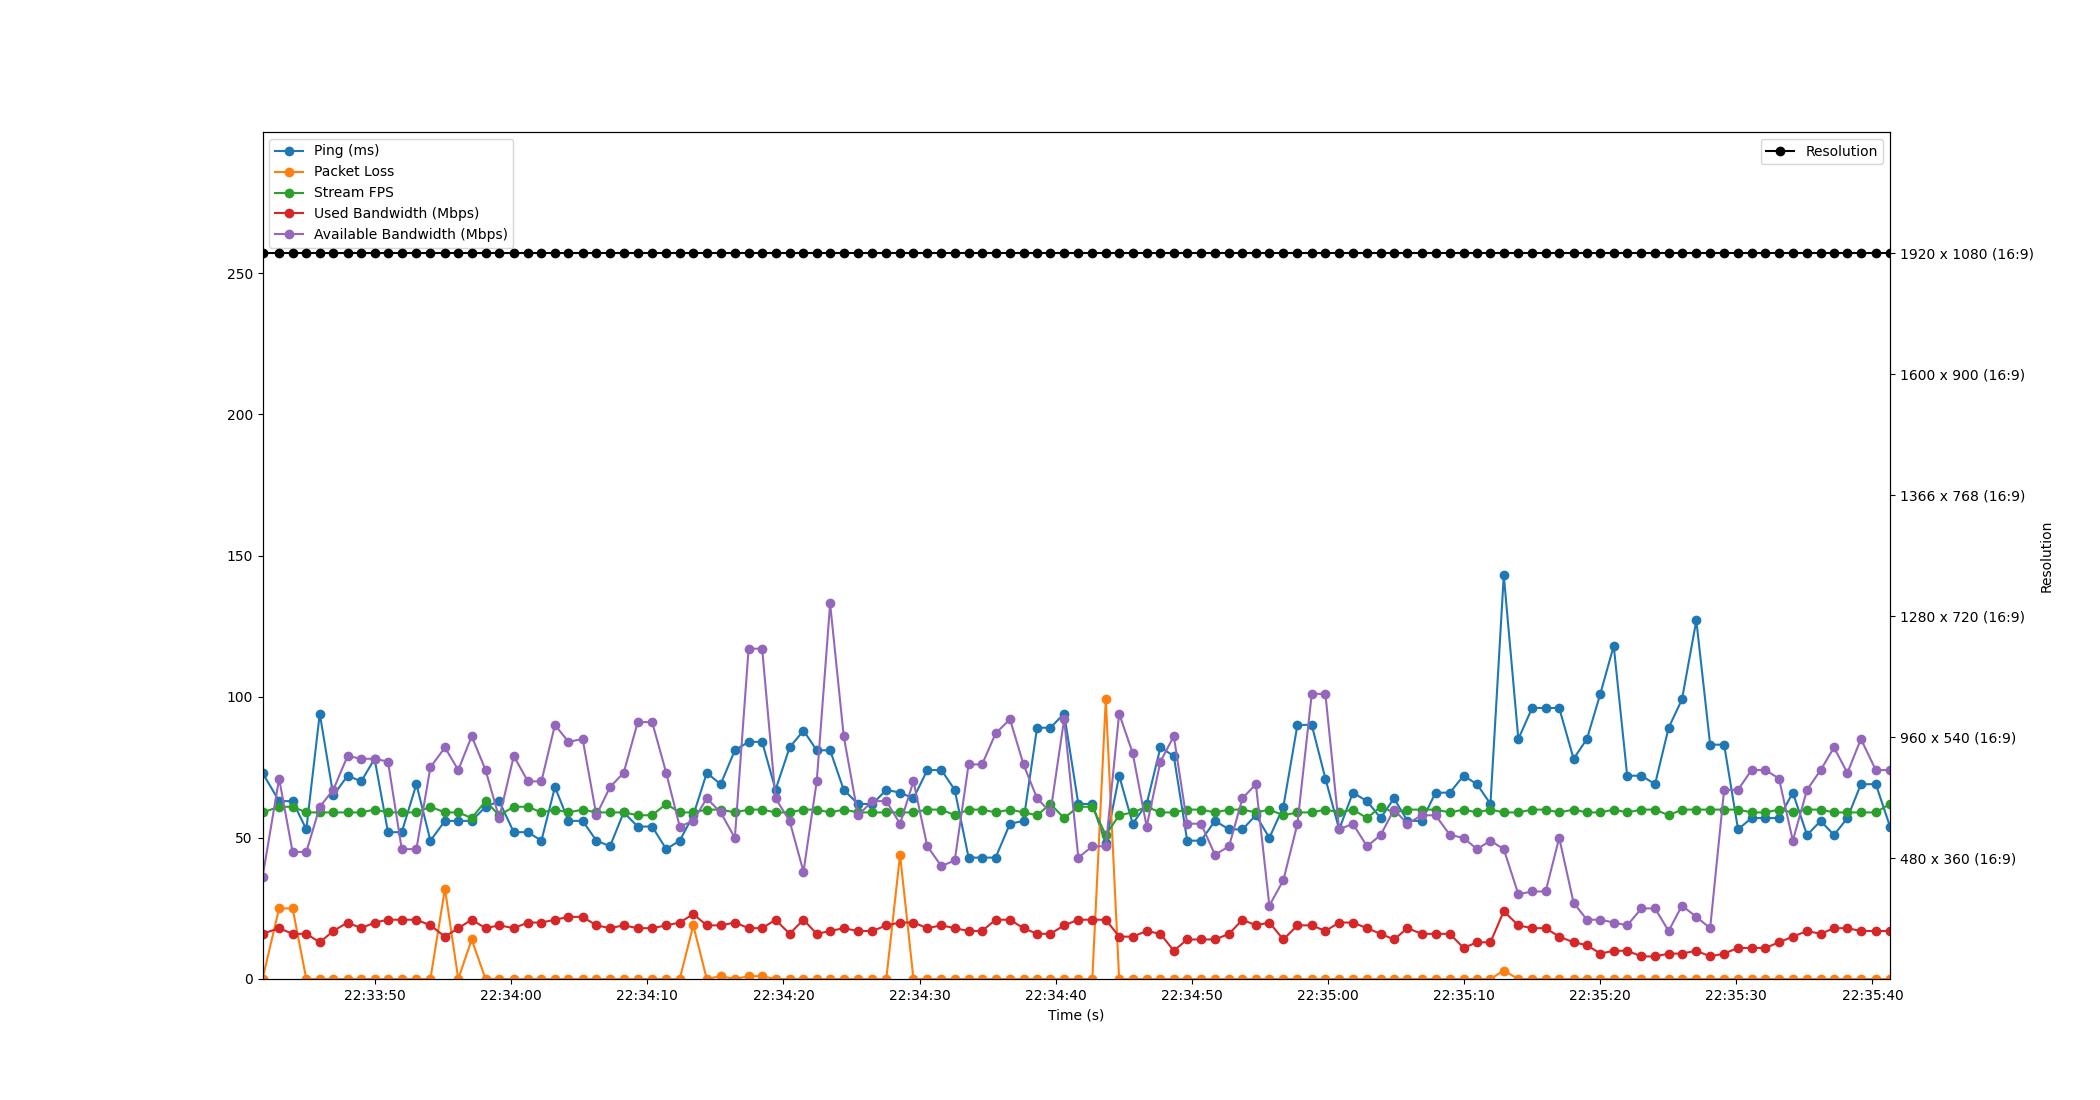 Ping (ms)
Packet Loss
Stream FPS
Used Bandwidth (Mbps)
Available Bandwidth (Mbps)
Resolution
250
200
150
100
50
0
1920 x 1080 (16:9)
1600 x 900 (16:9)
1366 x 768 (16:9)
1280 x 720 (16:9)
960 x 540 (16:9)
480 x 360 (16:9)
Resolution
22:33:50 22:34:00 22:34:10 22:34:20 22:34:30 22:34:40 22:34:50 22:35:00 22:35:10 22:35:20 22:35:30 22:35:40
Time (s)